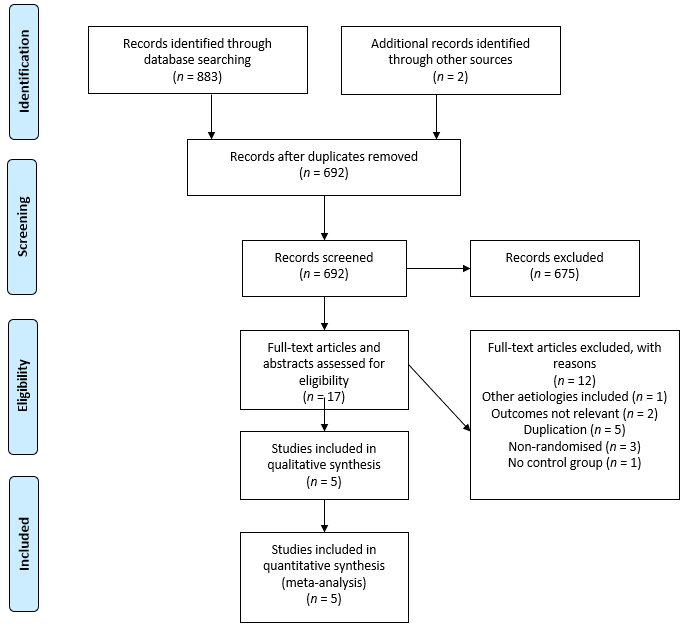 Identification
Records identified through
database searching
(n = 883)
Additional records identified
through other sources
(n = 2)
Records after duplicates removed
(n = 692)
Screening
Records screened
(n = 692)
Records excluded
(n = 675)
Eligibility
Full-text articles and
abstracts assessed for
eligibility
(n = 17)
Full-text articles excluded, with
reasons
(n = 12)
Other aetiologies included (n = 1)
Outcomes not relevant (n = 2)
Duplication (n = 5)
Non-randomised (n = 3)
No control group (n = 1)
Studies included in
qualitative synthesis
(n = 5)
Included
Studies included in
quantitative synthesis
(meta-analysis)
(n = 5)